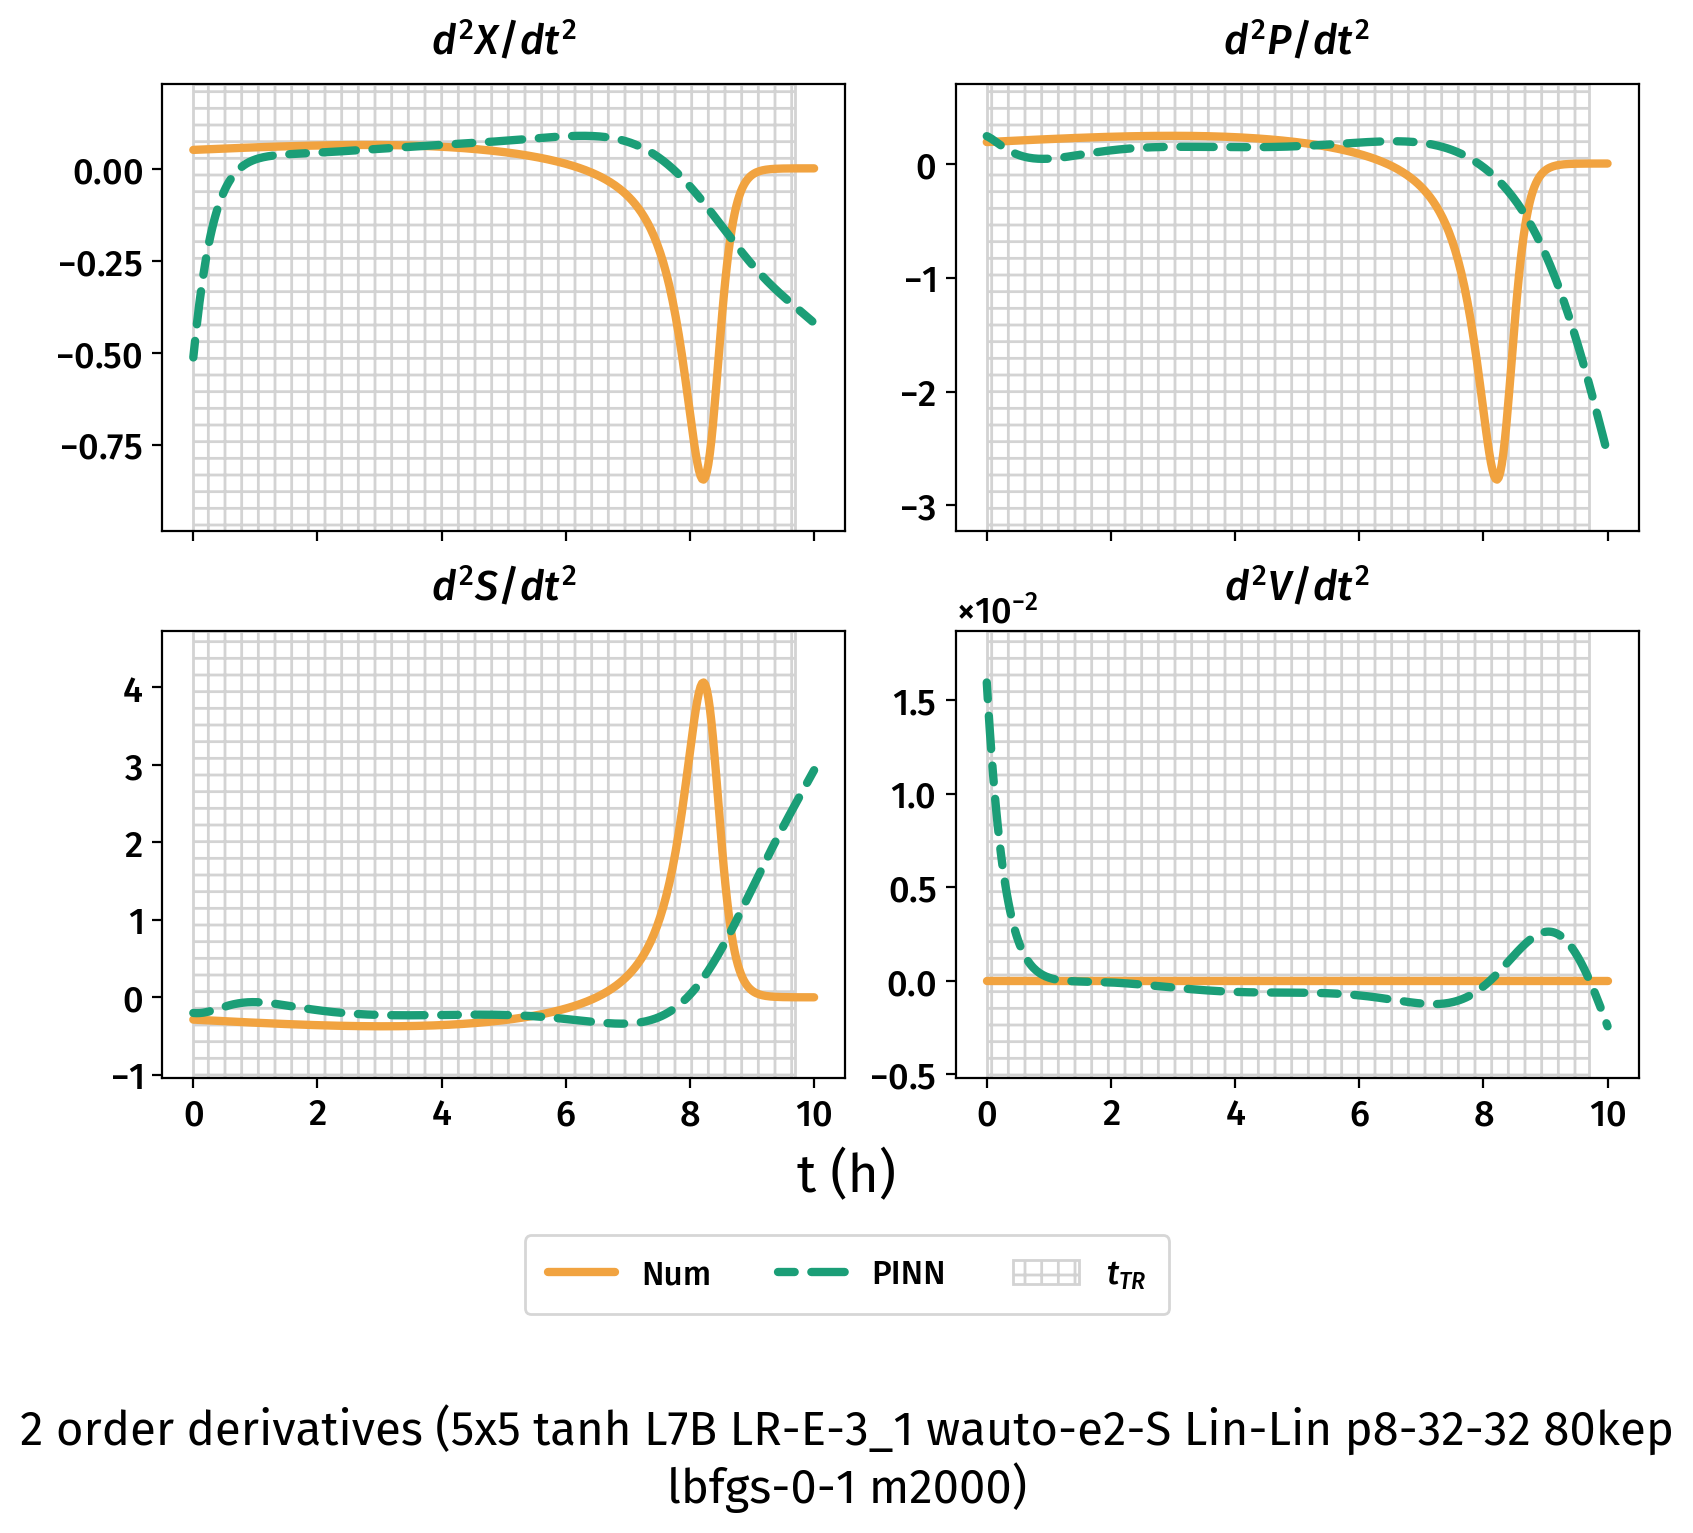 d²X/dt²
d²P/dt²
0.00
−0.25
−0.50
−0.75
0
−1
−2
−3
d²S/dt²
d²V/dt²
×10⁻²
4
3
2
1
0
−1
1.5
1.0
0.5
0.0
−0.5
0 2 4 6 8 10
0 2 4 6 8 10
t (h)
Num PINN t_TR
2 order derivatives (5x5 tanh L7B LR-E-3_1 wauto-e2-S Lin-Lin p8-32-32 80kep
lbfgs-0-1 m2000)